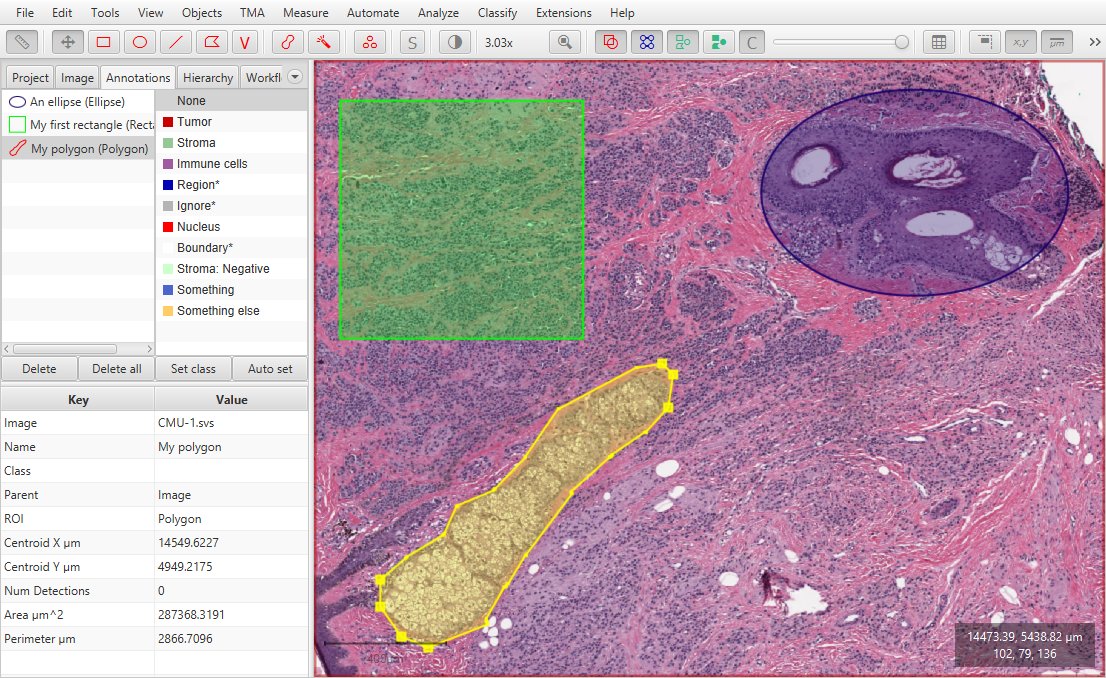 File Edit Tools View Objects TMA Measure Automate Analyze Classify Extensions Help
V S 3.03x C x,y μm
Project Image Annotations Hierarchy Workfl
An ellipse (Ellipse)
My first rectangle (Recta
My polygon (Polygon)
None
Tumor
Stroma
Immune cells
Region*
Ignore*
Nucleus
Boundary*
Stroma: Negative
Something
Something else
Delete Delete all Set class Auto set
Key Value
Image CMU-1.svs
Name My polygon
Class
Parent Image
ROI Polygon
Centroid X μm 14549.6227
Centroid Y μm 4949.2175
Num Detections 0
Area μm^2 287368.3191
Perimeter μm 2866.7096
14473.39, 5438.82 μm
102, 79, 136